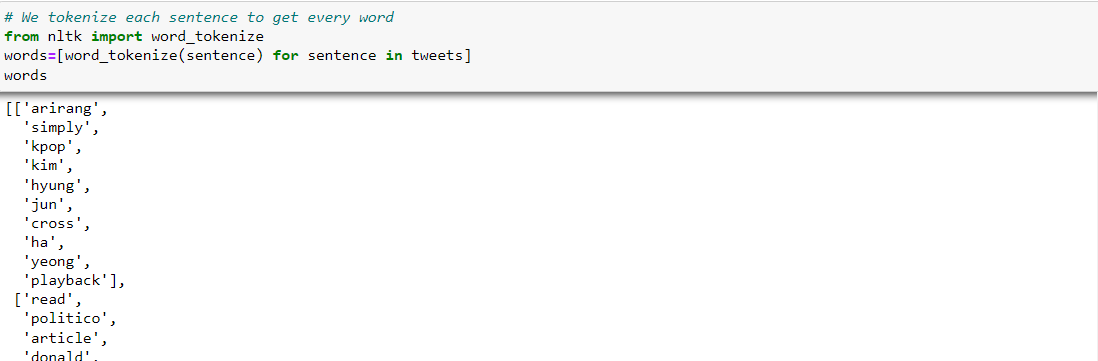 # We tokenize each sentence to get every word
from nltk import word_tokenize
words=[word_tokenize(sentence) for sentence in tweets]
words
[['arirang',
'simply',
'kpop',
'kim',
'hyung',
'jun',
'cross',
'ha',
'yeong',
'playback'],
['read',
'politico',
'article',
'donald',